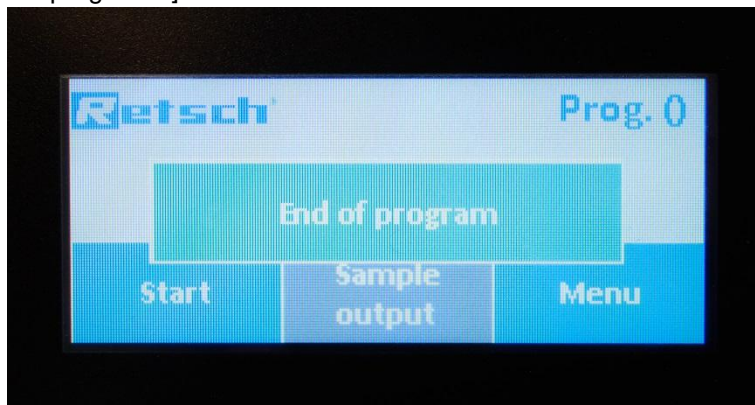 Retsch® Prog. 0
End of program
Start
Sample
output
Menu